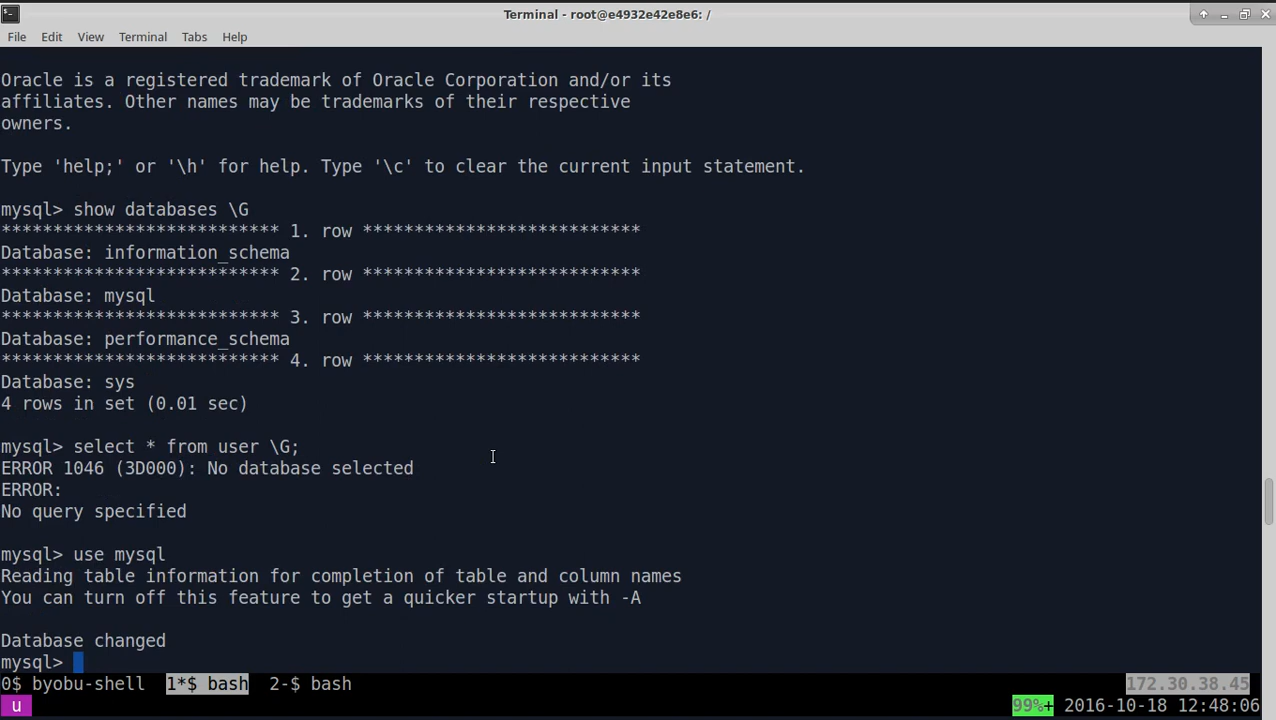 Terminal - root@e4932e42e8e6: /
File Edit View Terminal Tabs Help
Oracle is a registered trademark of Oracle Corporation and/or its
affiliates. Other names may be trademarks of their respective
owners.
Type 'help;' or '\h' for help. Type '\c' to clear the current input statement.
mysql> show databases \G
*************************** 1. row ***************************
Database: information_schema
*************************** 2. row ***************************
Database: mysql
*************************** 3. row ***************************
Database: performance_schema
*************************** 4. row ***************************
Database: sys
4 rows in set (0.01 sec)
mysql> select * from user \G;
ERROR 1046 (3D000): No database selected
ERROR:
No query specified
mysql> use mysql
Reading table information for completion of table and column names
You can turn off this feature to get a quicker startup with -A
Database changed
mysql>
0$ byobu-shell 1*$ bash 2-$ bash 172.30.38.45
u 99%+ 2016-10-18 12:48:06